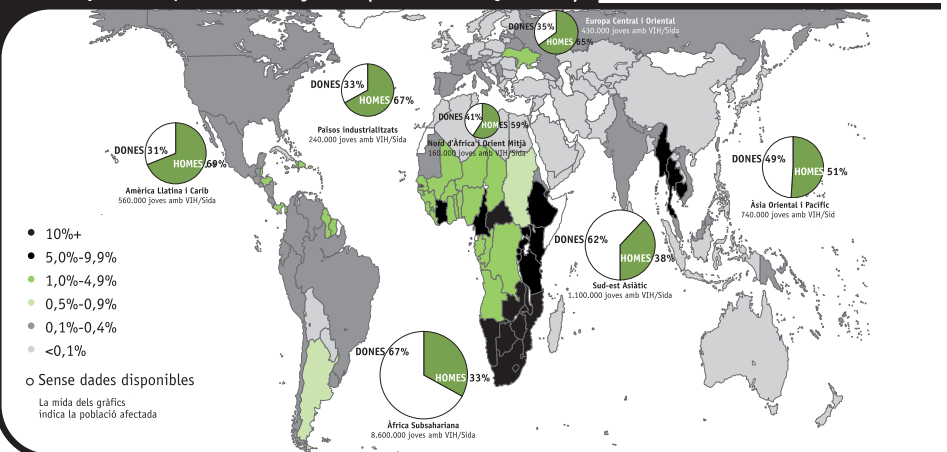 DONES 35%
HOMES 65%
Europa Central i Oriental
430.000 joves amb VIH/Sida
DONES 33%
HOMES 67%
Països industrialitzats
240.000 joves amb VIH/Sida
DONES 41%
HOMES 59%
Nord d'Àfrica i Orient Mitjà
160.000 joves amb VIH/Sida
DONES 31%
HOMES 69%
Amèrica Llatina i Carib
560.000 joves amb VIH/Sida
DONES 49%
HOMES 51%
Àsia Oriental i Pacífic
740.000 joves amb VIH/Sid
DONES 62%
HOMES 38%
Sud-est Asiàtic
1.100.000 joves amb VIH/Sida
DONES 67%
HOMES 33%
Àfrica Subsahariana
8.600.000 joves amb VIH/Sida
10%+
5,0%-9,9%
1,0%-4,9%
0,5%-0,9%
0,1%-0,4%
<0,1%
Sense dades disponibles
La mida dels gràfics
indica la població afectada